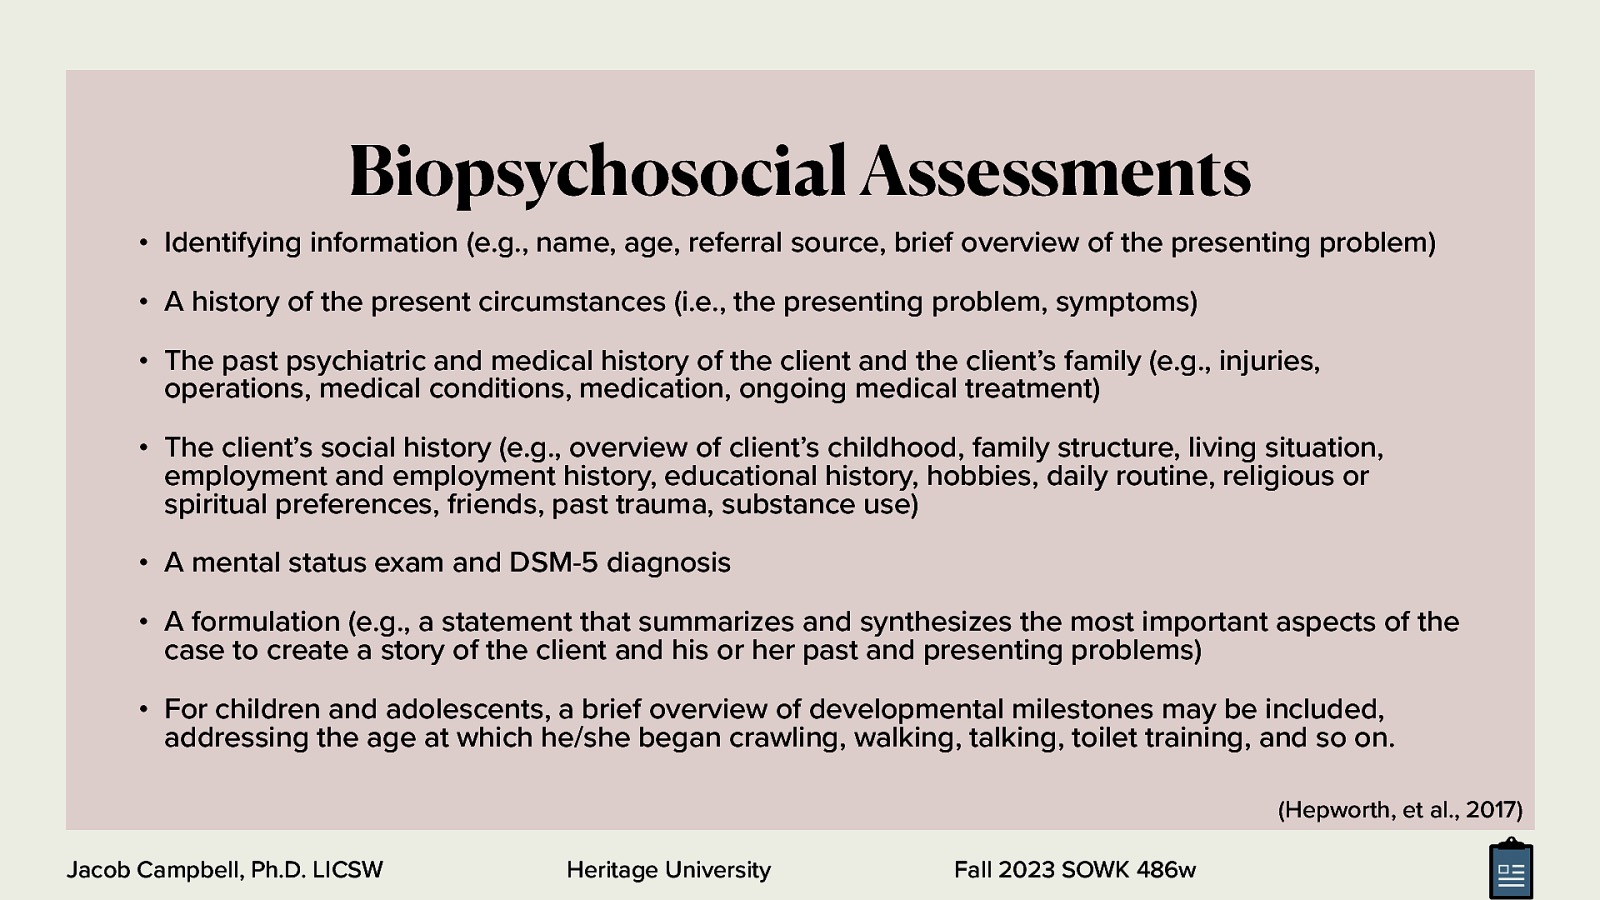 Biopsychosocial Assessments
• Identifying information (e.g., name, age, referral source, brief overview of the presenting problem)
• A history of the present circumstances (i.e., the presenting problem, symptoms)
• The past psychiatric and medical history of the client and the client’s family (e.g., injuries,
operations, medical conditions, medication, ongoing medical treatment)
• The client’s social history (e.g., overview of client’s childhood, family structure, living situation,
employment and employment history, educational history, hobbies, daily routine, religious or
spiritual preferences, friends, past trauma, substance use)
• A mental status exam and DSM-5 diagnosis
• A formulation (e.g., a statement that summarizes and synthesizes the most important aspects of the
case to create a story of the client and his or her past and presenting problems)
• For children and adolescents, a brief overview of developmental milestones may be included,
addressing the age at which he/she began crawling, walking, talking, toilet training, and so on.
(Hepworth, et al., 2017)
Jacob Campbell, Ph.D. LICSW
Heritage University
Fall 2023 SOWK 486w